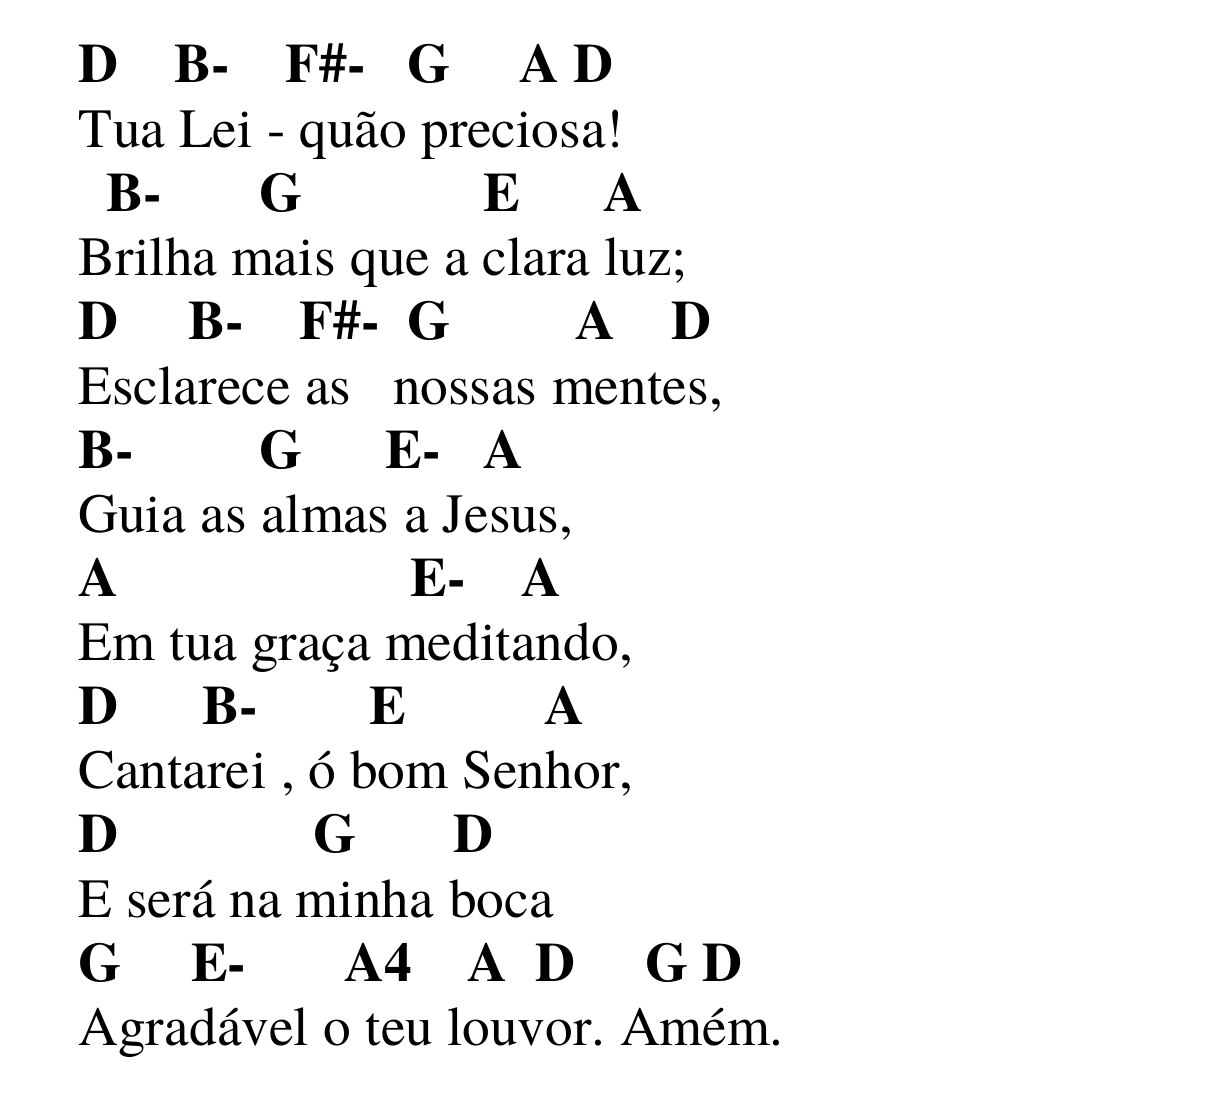 D    B-    F#-   G     A D
Tua Lei - quão preciosa!
  B-       G             E      A
Brilha mais que a clara luz;
D     B-    F#-  G         A    D
Esclarece as   nossas mentes,
B-         G      E-   A
Guia as almas a Jesus,
A                     E-    A
Em tua graça meditando,
D      B-        E          A
Cantarei , ó bom Senhor,
D              G       D
E será na minha boca
G     E-       A4    A  D     G D
Agradável o teu louvor. Amém.